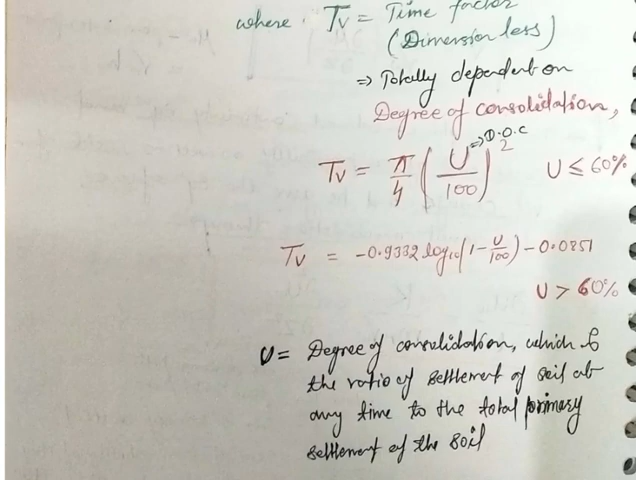 where Tv = Time factor
(Dimension less)
⇒ Totally dependent on
Degree of consolidation,
⇒ D.O.C
Tv = π/4 (U/100)² U ≤ 60%
Tv = -0.9332 log₁₀(1 - U/100) - 0.0851
U > 60%
U = Degree of consolidation, which is
the ratio of settlement of soil at
any time to the total primary
settlement of the soil